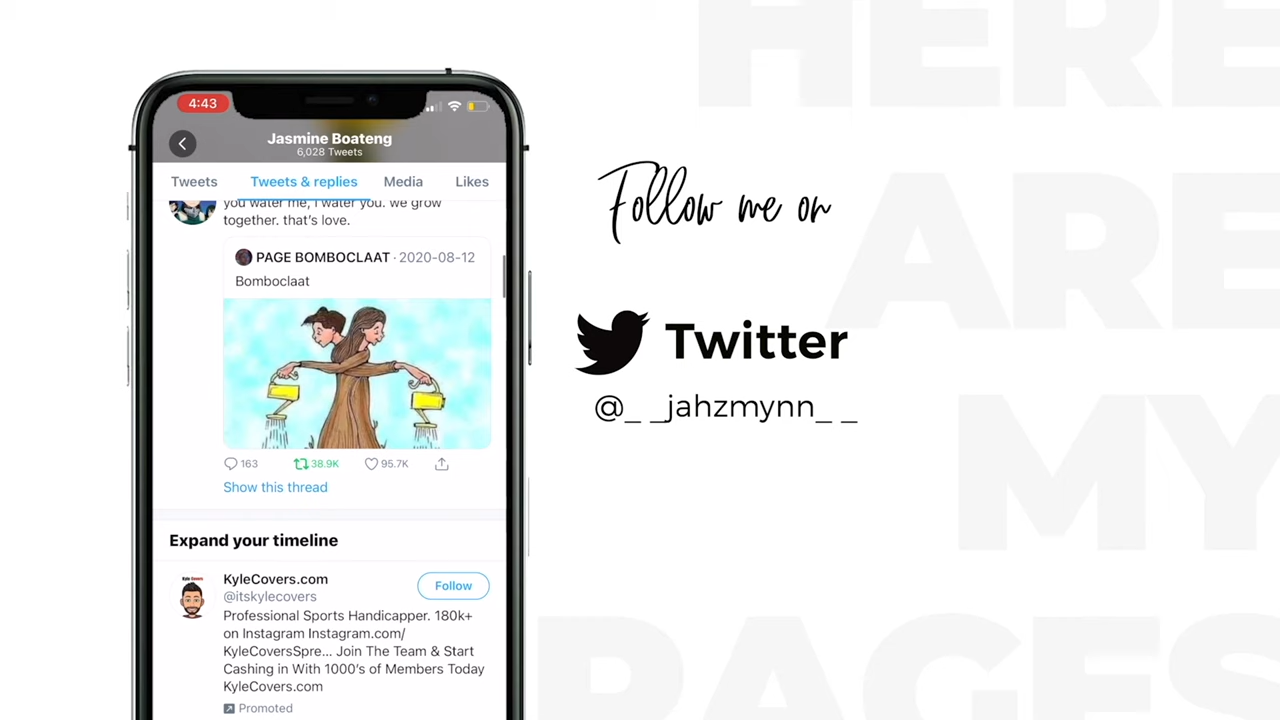 HERE
ARE
MY
PAGES
4:43
Jasmine Boateng
6,028 Tweets
Tweets
Tweets & replies
Media
Likes
you water me, I water you. we grow
together. that's love.
PAGE BOMBOCLAAT · 2020-08-12
Bomboclaat
163
38.9K
95.7K
Show this thread
Expand your timeline
Kyle Covers
KyleCovers.com
@itskylecovers
Follow
Professional Sports Handicapper. 180k+
on Instagram Instagram.com/
KyleCoversSpre... Join The Team & Start
Cashing in With 1000's of Members Today
KyleCovers.com
Promoted
Follow me on
Twitter
@_ _jahzmynn_ _